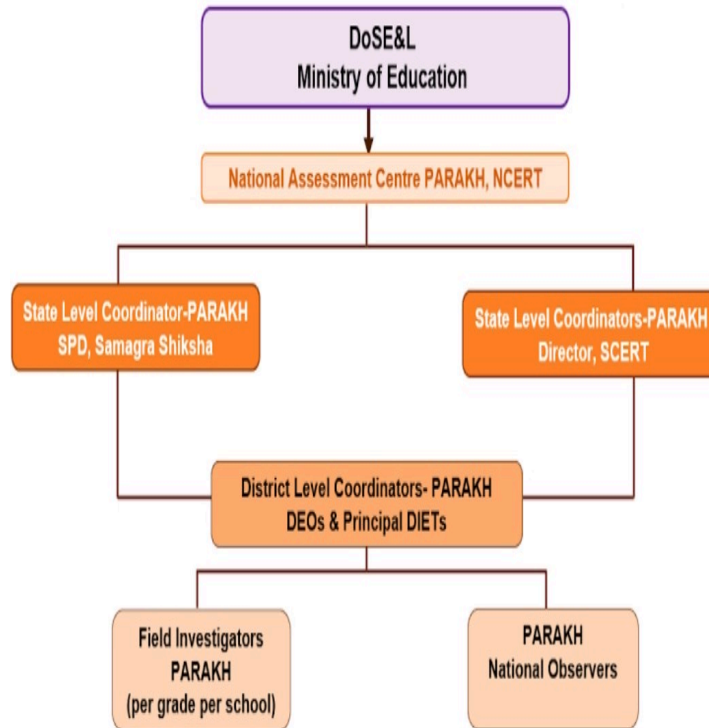 DoSE&L
Ministry of Education
National Assessment Centre PARAKH, NCERT
State Level Coordinator-PARAKH
SPD, Samagra Shiksha
State Level Coordinators-PARAKH
Director, SCERT
District Level Coordinators- PARAKH
DEOs & Principal DIETs
Field Investigators
PARAKH
(per grade per school)
PARAKH
National Observers